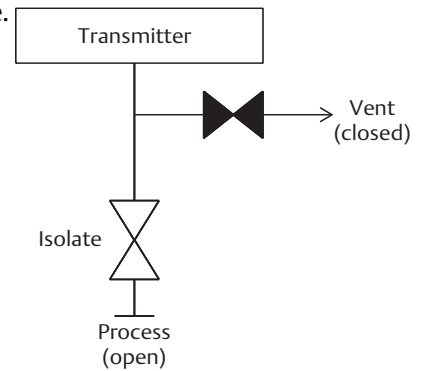 e.
Transmitter
Vent
(closed)
Isolate
Process
(open)